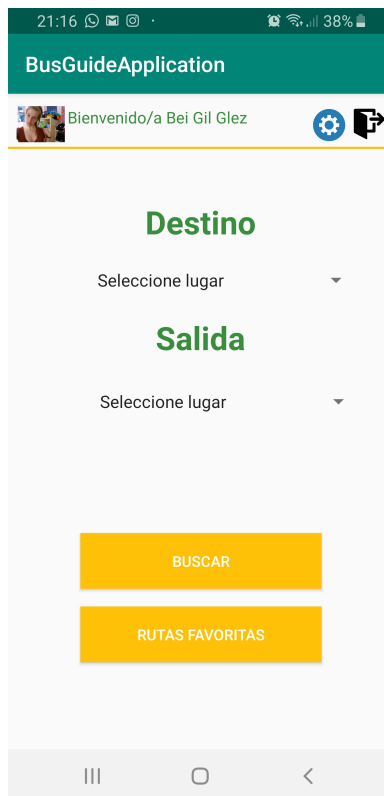 21:16 38%
BusGuideApplication
Bienvenido/a Bei Gil Glez
Destino
Seleccione lugar
Salida
Seleccione lugar
BUSCAR
RUTAS FAVORITAS